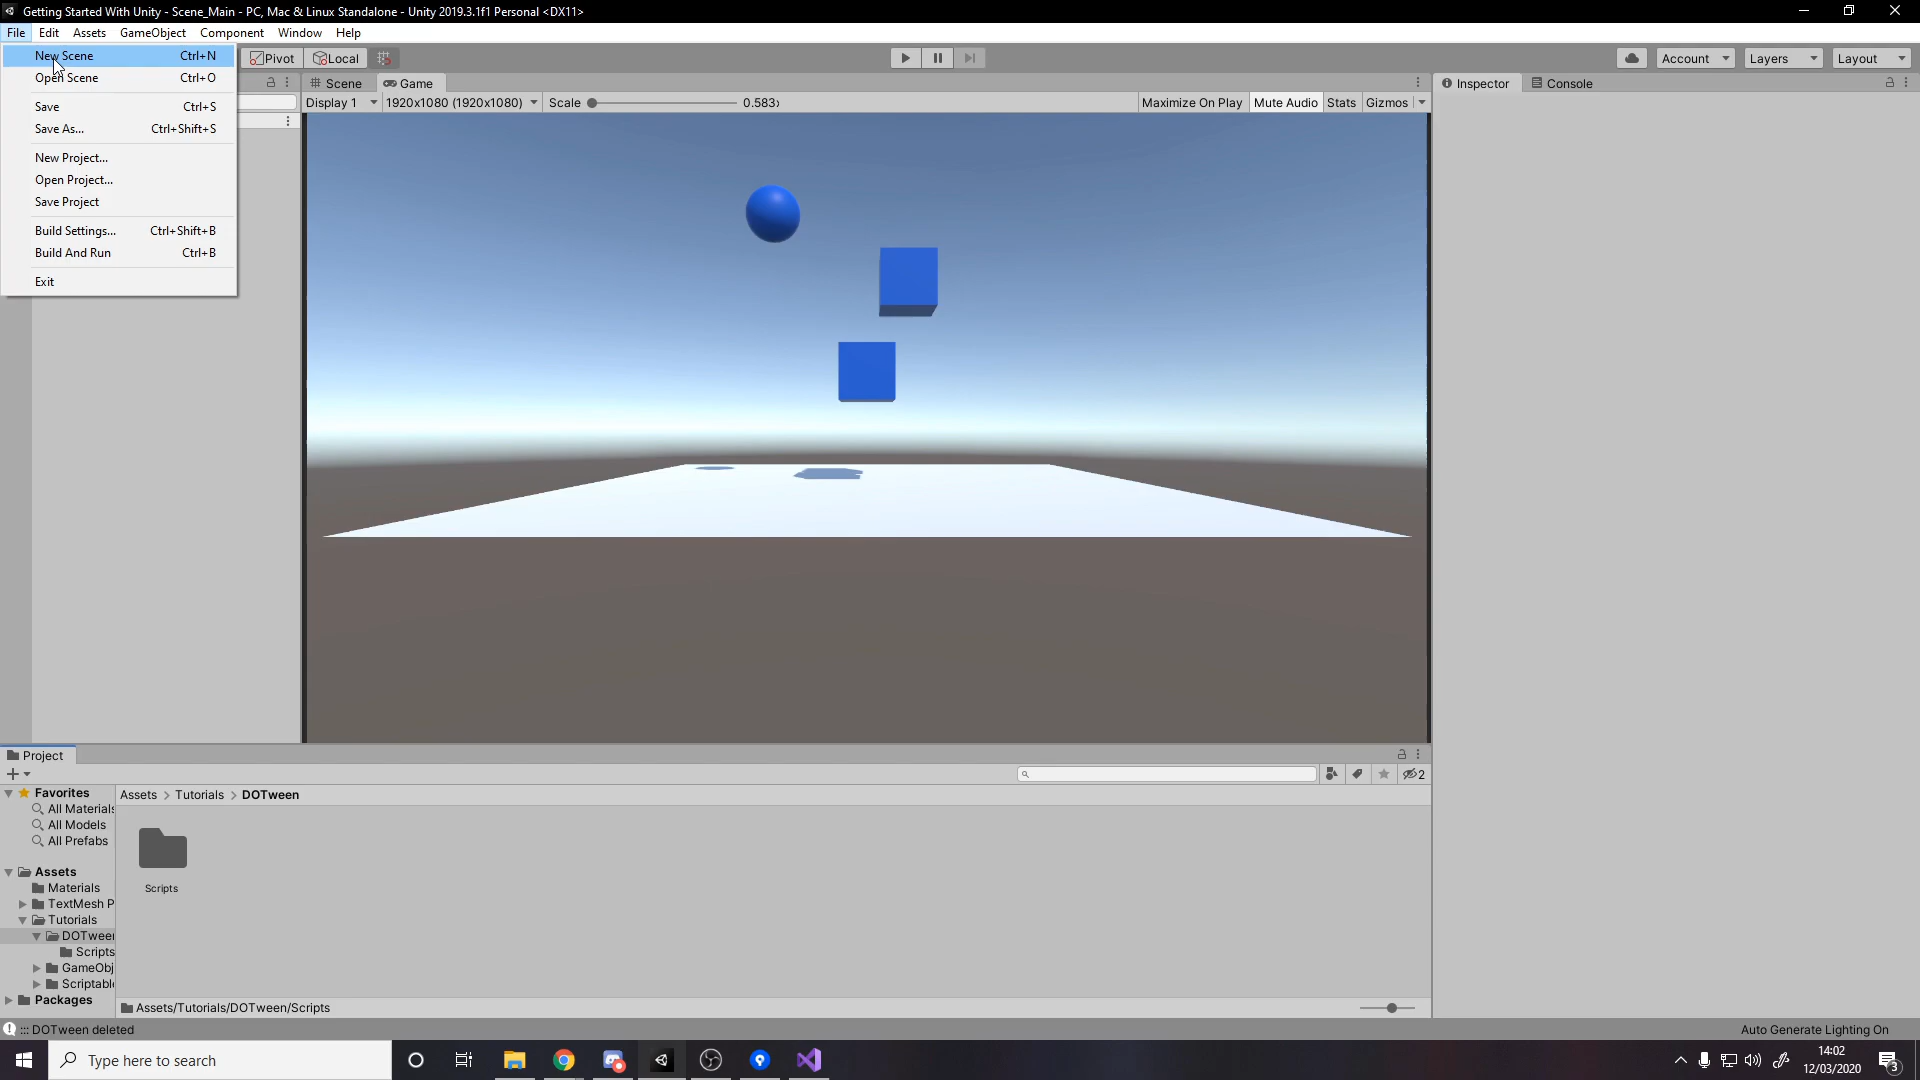 Getting Started With Unity - Scene_Main - PC, Mac & Linux Standalone - Unity 2019.3.1f1 Personal <DX11>
File Edit Assets GameObject Component Window Help
New Scene Ctrl+N
Open Scene Ctrl+O
Save Ctrl+S
Save As... Ctrl+Shift+S
New Project...
Open Project...
Save Project
Build Settings... Ctrl+Shift+B
Build And Run Ctrl+B
Exit
Pivot Local
Account Layers Layout
Scene Game
Display 1 1920x1080 (1920x1080) Scale 0.583x
Maximize On Play Mute Audio Stats Gizmos
Inspector Console
Project
2
Favorites
All Materials
All Models
All Prefabs
Assets
Materials
TextMesh P
Tutorials
DOTween
Scripts
GameObj
Scriptabl
Packages
Assets > Tutorials > DOTween
Scripts
Assets/Tutorials/DOTween/Scripts
::: DOTween deleted
Auto Generate Lighting On
Type here to search
14:02
12/03/2020
3